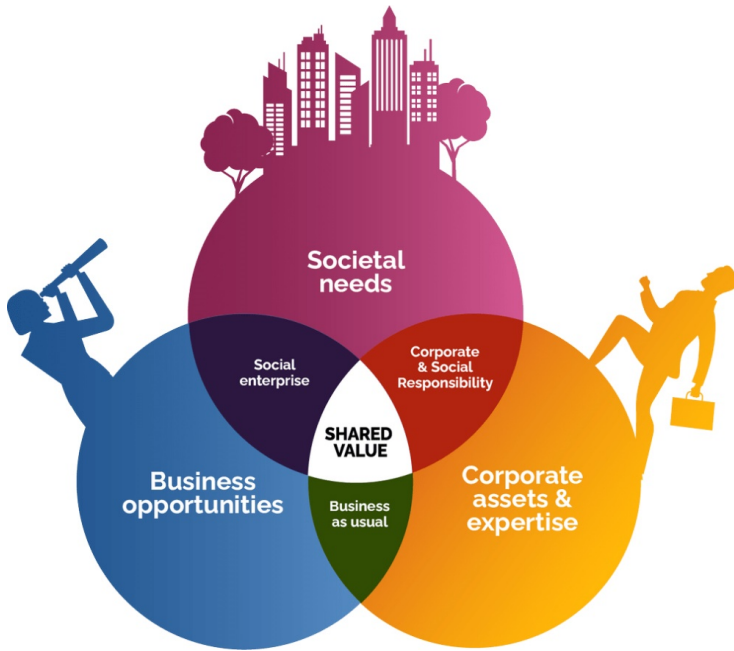 Societal
needs
Social
enterprise
Corporate
& Social
Responsibility
SHARED
VALUE
Business
opportunities
Corporate
assets &
expertise
Business
as usual